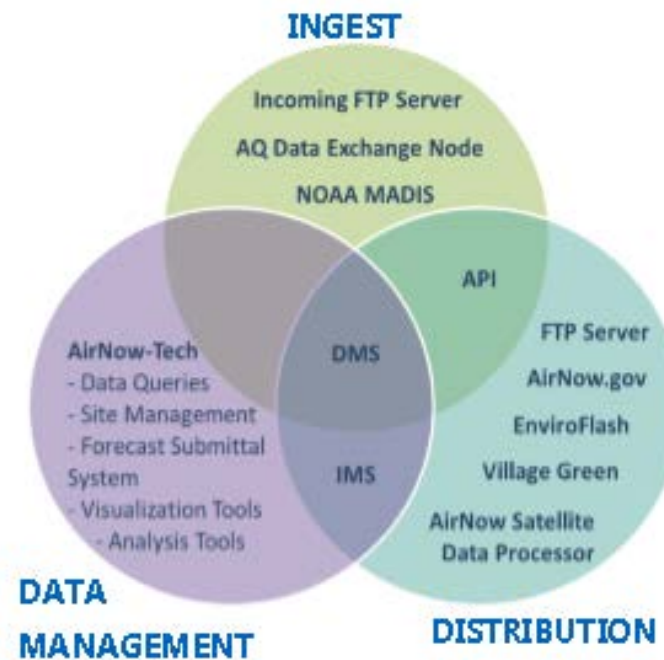 INGEST
Incoming FTP Server
AQ Data Exchange Node
NOAA MADIS
API
DMS
IMS
AirNow-Tech
- Data Queries
- Site Management
- Forecast Submittal
System
- Visualization Tools
- Analysis Tools
FTP Server
AirNow.gov
EnviroFlash
Village Green
AirNow Satellite
Data Processor
DATA
MANAGEMENT
DISTRIBUTION